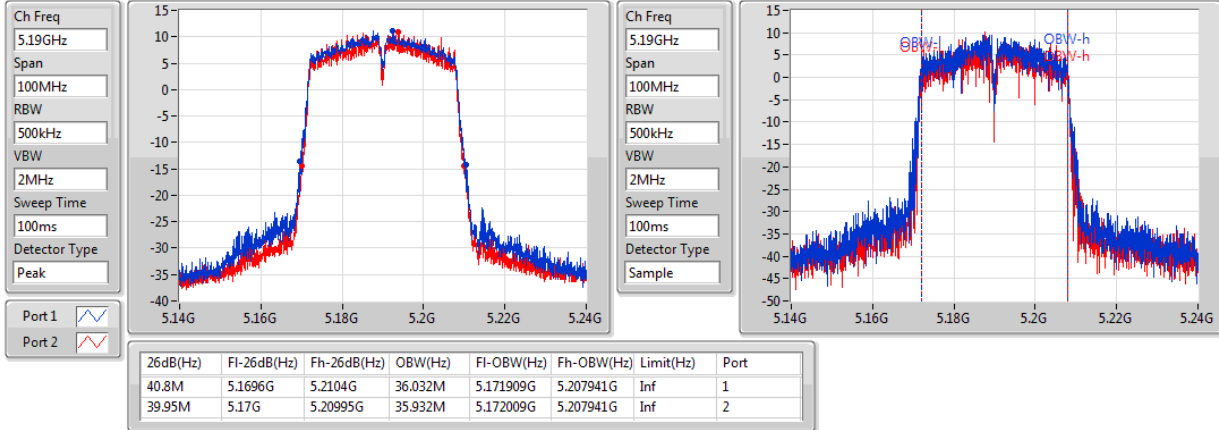 Ch Freq
5.19GHz
Span
100MHz
RBW
500kHz
VBW
2MHz
Sweep Time
100ms
Detector Type
Peak
Port 1
Port 2
15
10
5
0
-5
-10
-15
-20
-25
-30
-35
-40
5.14G 5.16G 5.18G 5.2G 5.22G 5.24G
Ch Freq
5.19GHz
Span
100MHz
RBW
500kHz
VBW
2MHz
Sweep Time
100ms
Detector Type
Sample
15
10
5
0
-5
-10
-15
-20
-25
-30
-35
-40
-45
-50
OBW-l
OBW-l
OBW-h
OBW-h
5.14G 5.16G 5.18G 5.2G 5.22G 5.24G
26dB(Hz) Fl-26dB(Hz) Fh-26dB(Hz) OBW(Hz) Fl-OBW(Hz) Fh-OBW(Hz) Limit(Hz) Port
40.8M 5.1696G 5.2104G 36.032M 5.171909G 5.207941G Inf 1
39.95M 5.17G 5.20995G 35.932M 5.172009G 5.207941G Inf 2